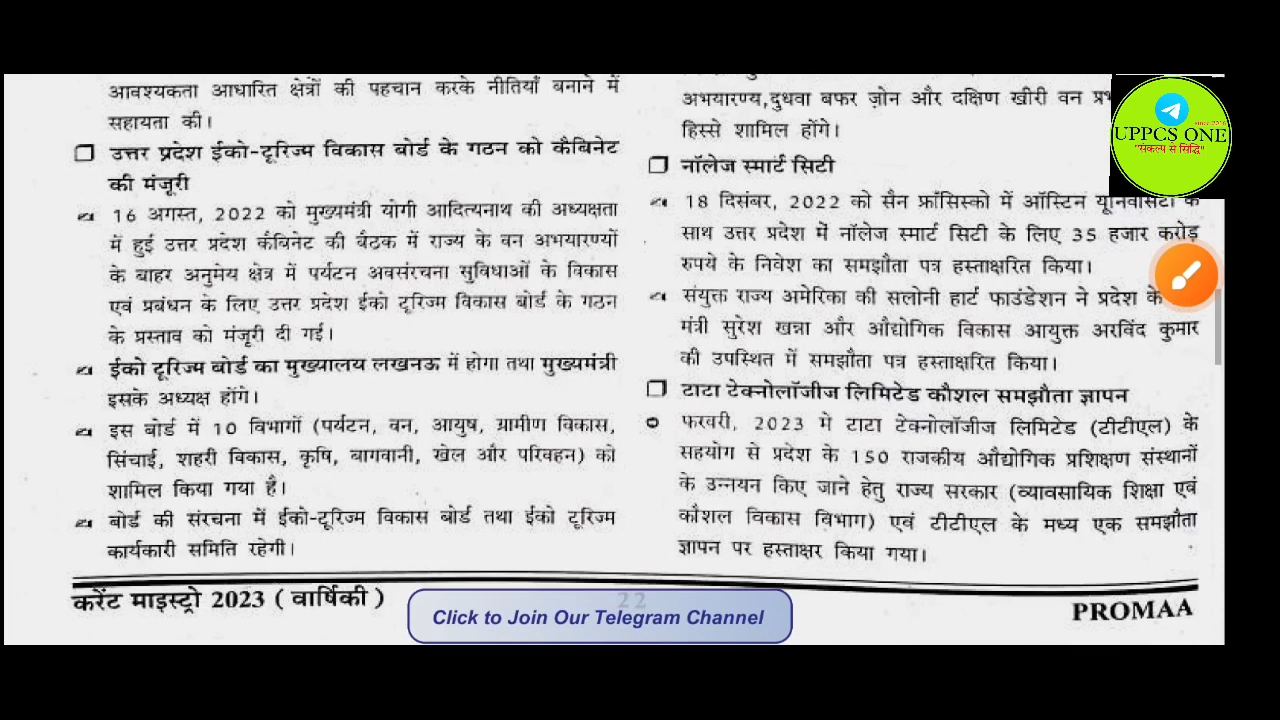 आवश्यकता आधारित क्षेत्रों की पहचान करके नीतियाँ बनाने में
सहायता की।
उत्तर प्रदेश ईको-टूरिज्म विकास बोर्ड के गठन को कैबिनेट
की मंजूरी
16 अगस्त, 2022 को मुख्यमंत्री योगी आदित्यनाथ की अध्यक्षता
में हुई उत्तर प्रदेश कैबिनेट की बैठक में राज्य के वन अभयारण्यों
के बाहर अनुमेय क्षेत्र में पर्यटन अवसंरचना सुविधाओं के विकास
एवं प्रबंधन के लिए उत्तर प्रदेश ईको टूरिज्म विकास बोर्ड के गठन
के प्रस्ताव को मंजूरी दी गई।
ईको टूरिज्म बोर्ड का मुख्यालय लखनऊ में होगा तथा मुख्यमंत्री
इसके अध्यक्ष होंगे।
इस बोर्ड में 10 विभागों (पर्यटन, वन, आयुष, ग्रामीण विकास,
सिंचाई, शहरी विकास, कृषि, बागवानी, खेल और परिवहन) को
शामिल किया गया है।
बोर्ड की संरचना में ईको-टूरिज्म विकास बोर्ड तथा ईको टूरिज्म
कार्यकारी समिति रहेगी।
अभयारण्य,दुधवा बफर ज़ोन और दक्षिण खीरी वन
हिस्से शामिल होंगे।
नॉलेज स्मार्ट सिटी
18 दिसंबर, 2022 को सैन फ्राँसिस्को में ऑस्टिन यूनिवर्सिटी के
साथ उत्तर प्रदेश में नॉलेज स्मार्ट सिटी के लिए 35 हजार करोड़
रुपये के निवेश का समझौता पत्र हस्ताक्षरित किया।
संयुक्त राज्य अमेरिका की सलोनी हार्ट फाउंडेशन ने प्रदेश के
मंत्री सुरेश खन्ना और औद्योगिक विकास आयुक्त अरविंद कुमार
की उपस्थित में समझौता पत्र हस्ताक्षरित किया।
टाटा टेक्नोलॉजीज लिमिटेड कौशल समझौता ज्ञापन
फरवरी, 2023 मे टाटा टेक्नोलॉजीज लिमिटेड (टीटीएल) के
सहयोग से प्रदेश के 150 राजकीय औद्योगिक प्रशिक्षण संस्थानों
के उन्नयन किए जाने हेतु राज्य सरकार (व्यावसायिक शिक्षा एवं
कौशल विकास विभाग) एवं टीटीएल के मध्य एक समझौता
ज्ञापन पर हस्ताक्षर किया गया।
करेंट माइस्ट्रो 2023 ( वार्षिकी )
22
PROMAA
Click to Join Our Telegram Channel
UPPCS ONE
"संकल्प से सिद्धि"